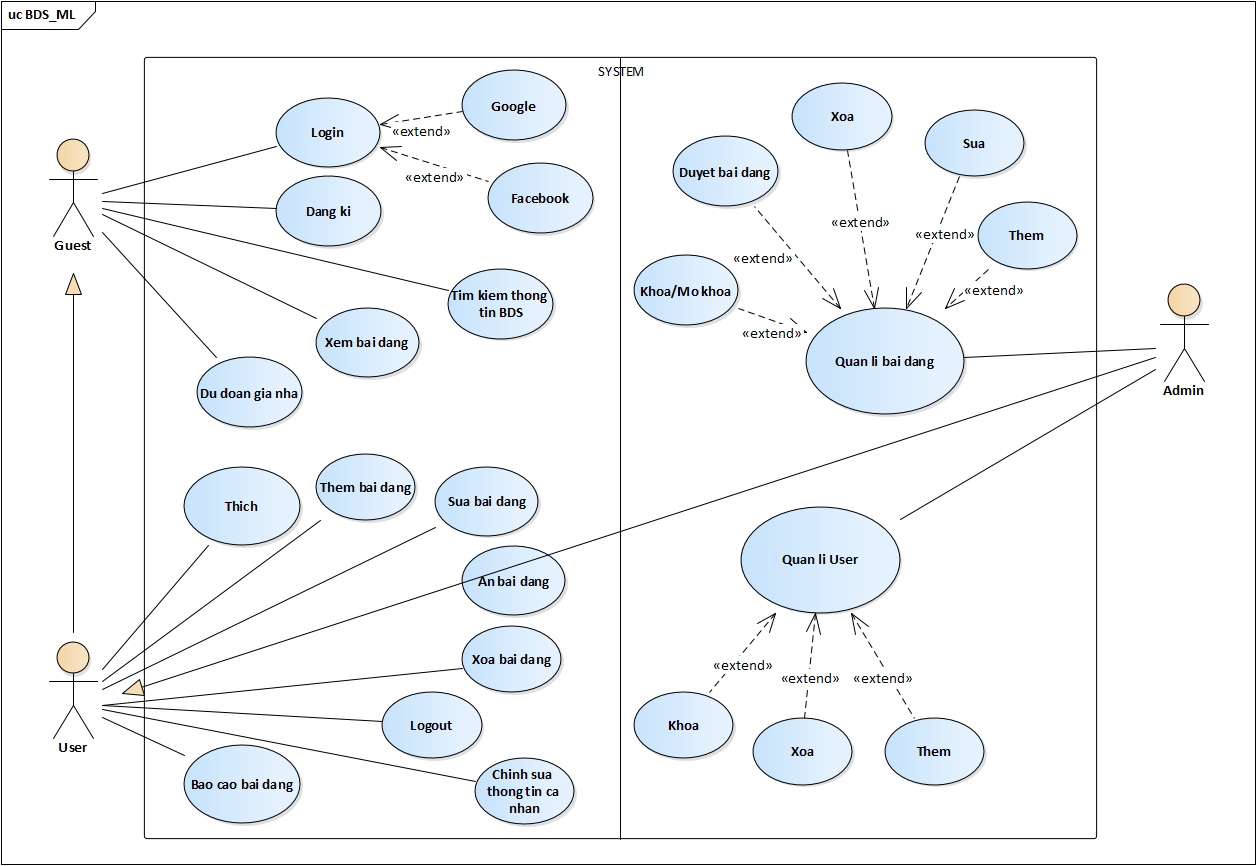 uc BDS_ML
SYSTEM
Google
Login
«extend»
«extend»
Facebook
Dang ki
Guest
Tim kiem thong
tin BDS
Xem bai dang
Du doan gia nha
Xoa
Sua
Duyet bai dang
«extend»
«extend»
Them
«extend»
Khoa/Mo khoa
«extend»
«extend»
Quan li bai dang
Admin
Thich
Them bai dang
Sua bai dang
An bai dang
Xoa bai dang
Logout
User
Bao cao bai dang
Chinh sua
thong tin ca
nhan
Quan li User
«extend»
«extend»
«extend»
Khoa
Xoa
Them